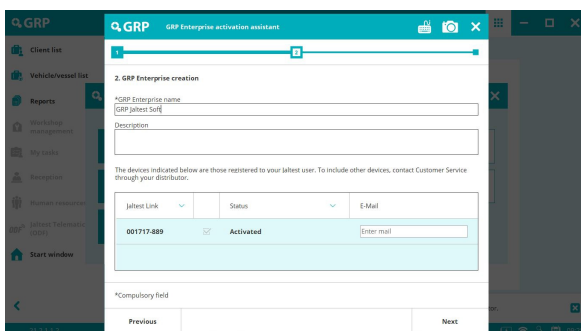 GRP
GRP
GRP Enterprise activation assistant
1
2
Client list
Vehicle/vessel list
Reports
Workshop
management
My tasks
Reception
Human resources
Jaltest Telematics
Start window
2. GRP Enterprise creation
*GRP Enterprise name
GRP Jaltest Soft
Description
The devices indicated below are those registered to your Jaltest user. To include other devices, contact Customer Service
through your distributor.
Jaltest Link
Status
E-Mail
001717-889
Activated
Enter mail
*Compulsory field
Previous
Next